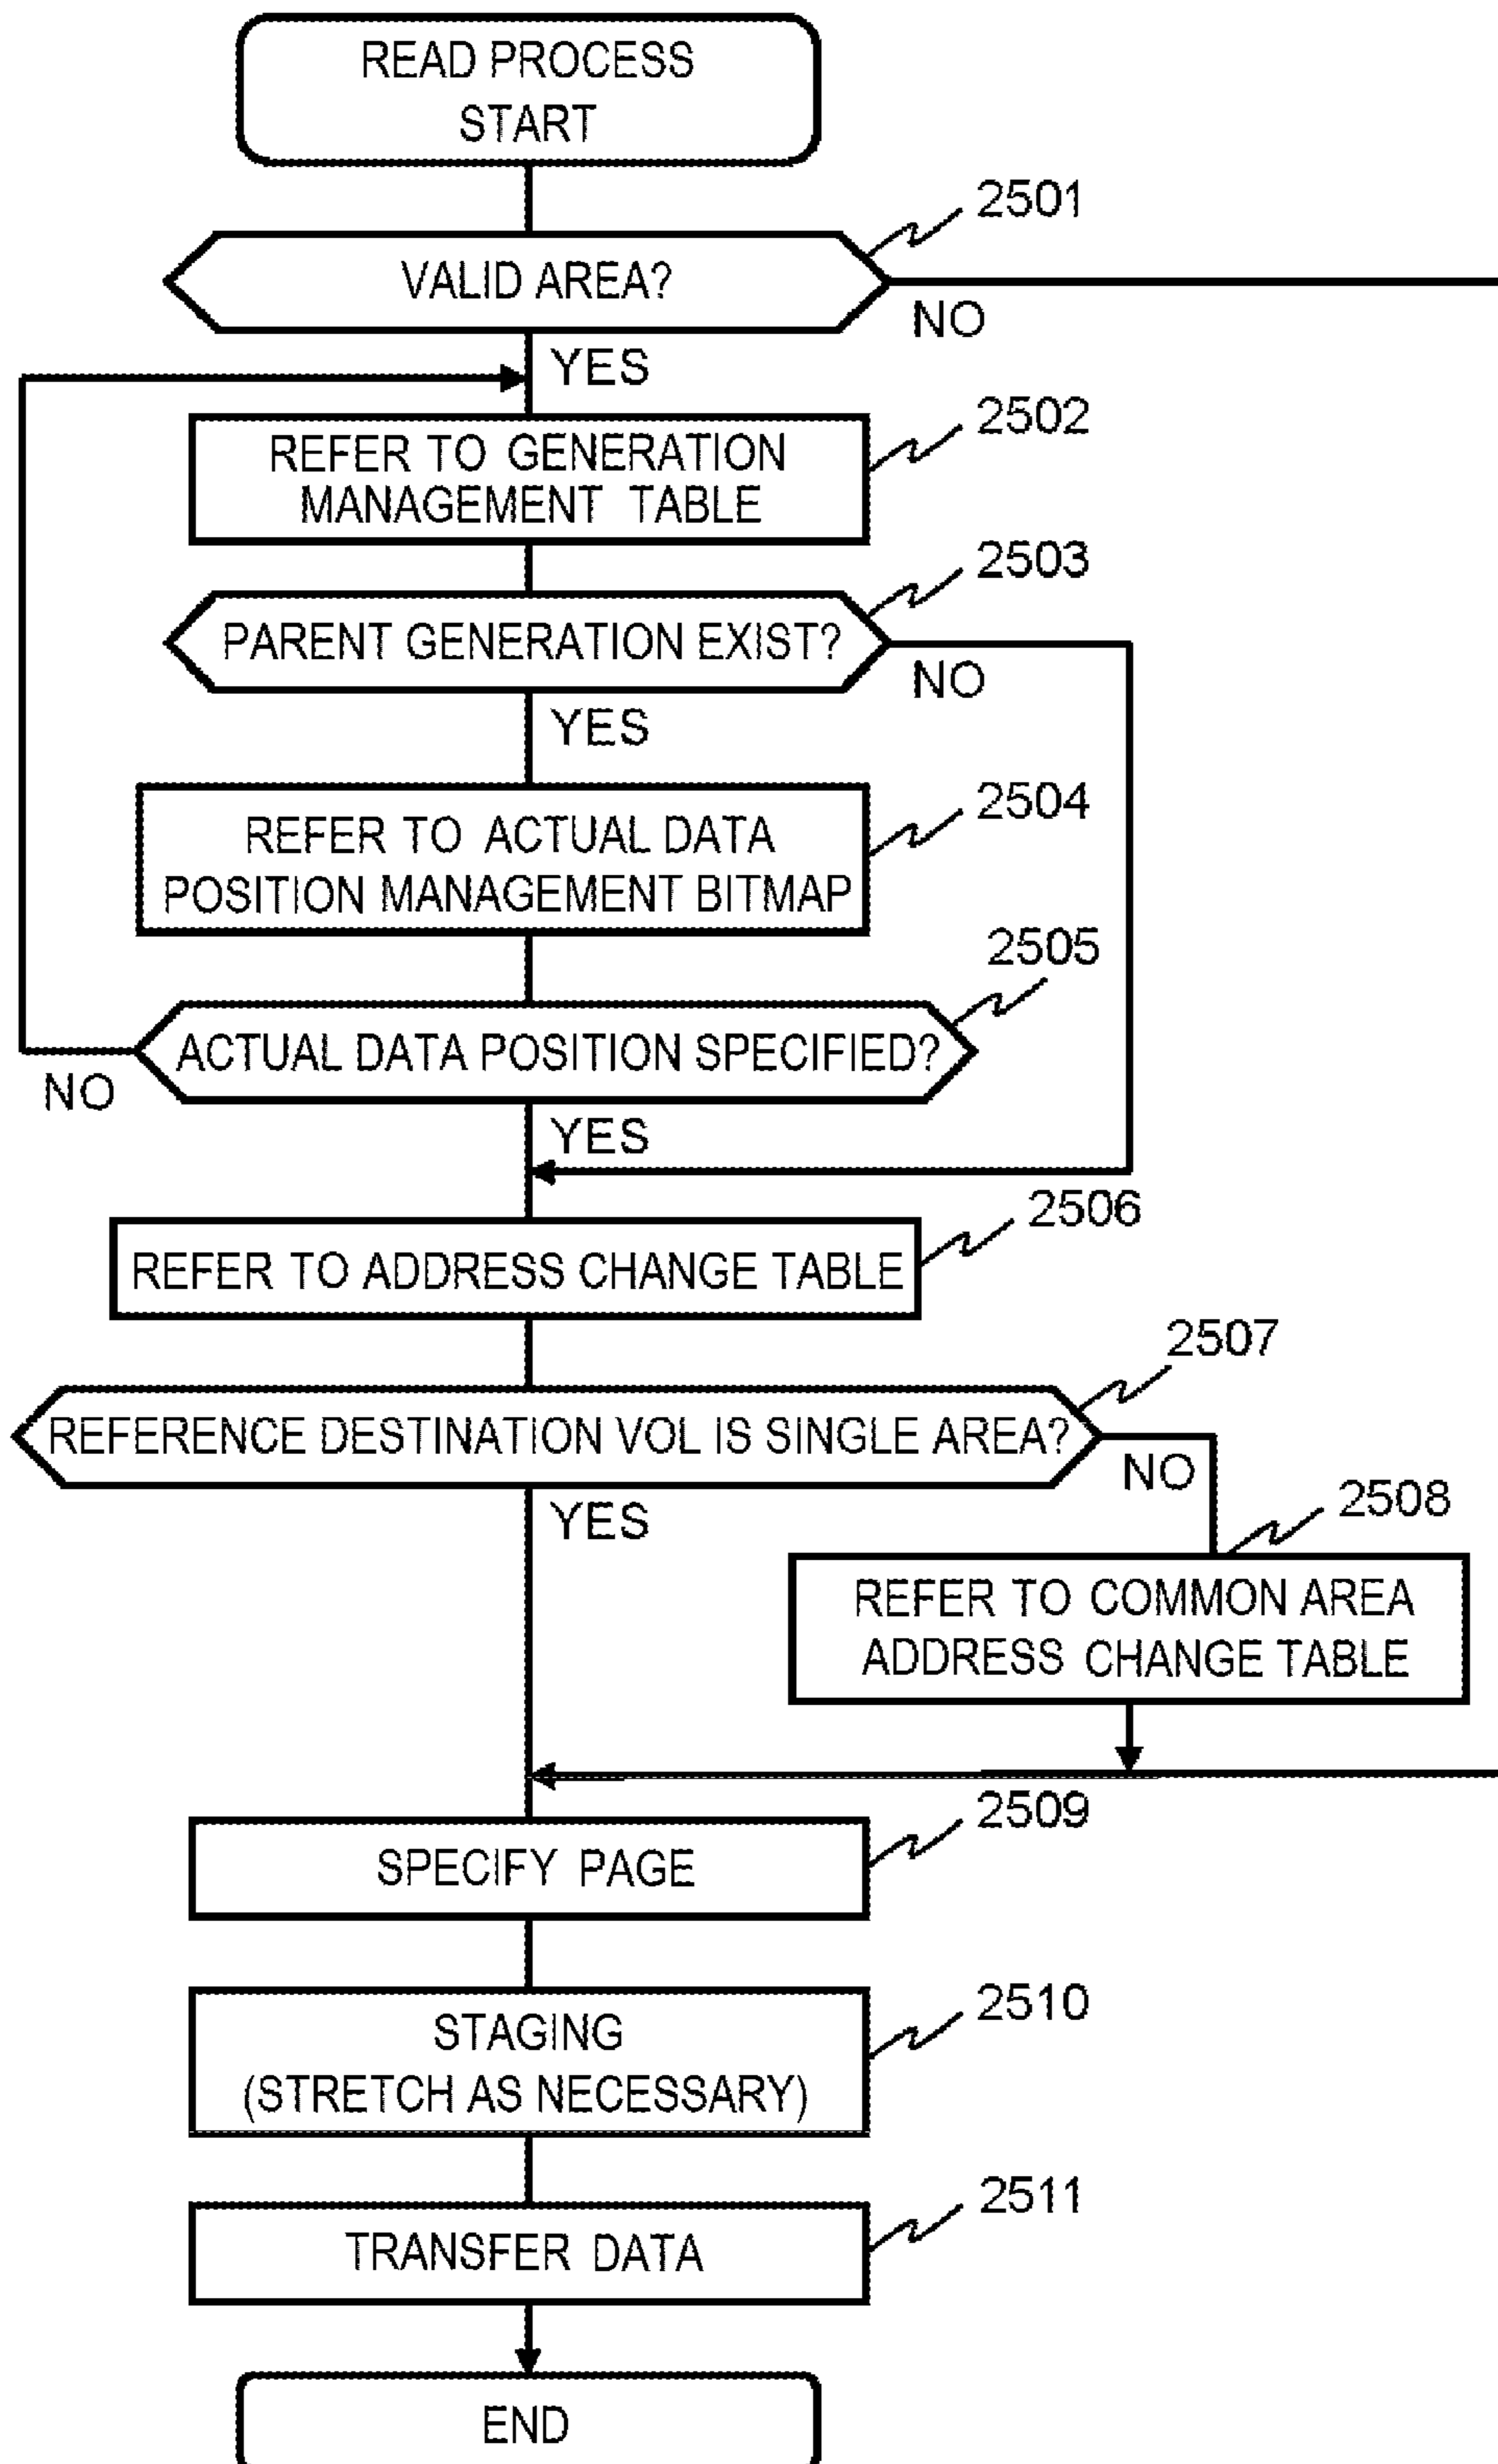 READ PROCESS
START
2501
VALID AREA?
NO
YES
2502
REFER TO GENERATION
MANAGEMENT TABLE
2503
PARENT GENERATION EXIST?
NO
YES
2504
REFER TO ACTUAL DATA
POSITION MANAGEMENT BITMAP
2505
ACTUAL DATA POSITION SPECIFIED?
NO
YES
2506
REFER TO ADDRESS CHANGE TABLE
2507
REFERENCE DESTINATION VOL IS SINGLE AREA?
NO
YES
2508
REFER TO COMMON AREA
ADDRESS CHANGE TABLE
2509
SPECIFY PAGE
2510
STAGING
(STRETCH AS NECESSARY)
2511
TRANSFER DATA
END